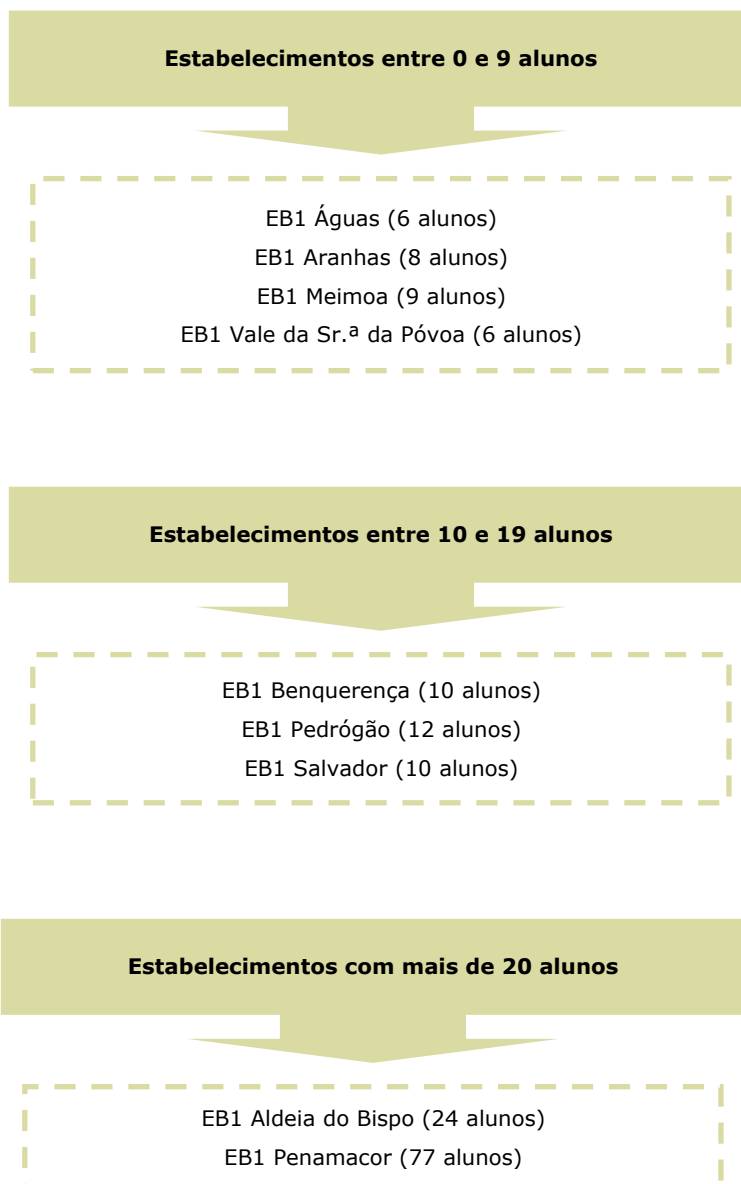 Estabelecimentos entre 0 e 9 alunos
EB1 Águas (6 alunos)
EB1 Aranhas (8 alunos)
EB1 Meimoa (9 alunos)
EB1 Vale da Sr.ª da Póvoa (6 alunos)
Estabelecimentos entre 10 e 19 alunos
EB1 Benquerença (10 alunos)
EB1 Pedrógão (12 alunos)
EB1 Salvador (10 alunos)
Estabelecimentos com mais de 20 alunos
EB1 Aldeia do Bispo (24 alunos)
EB1 Penamacor (77 alunos)